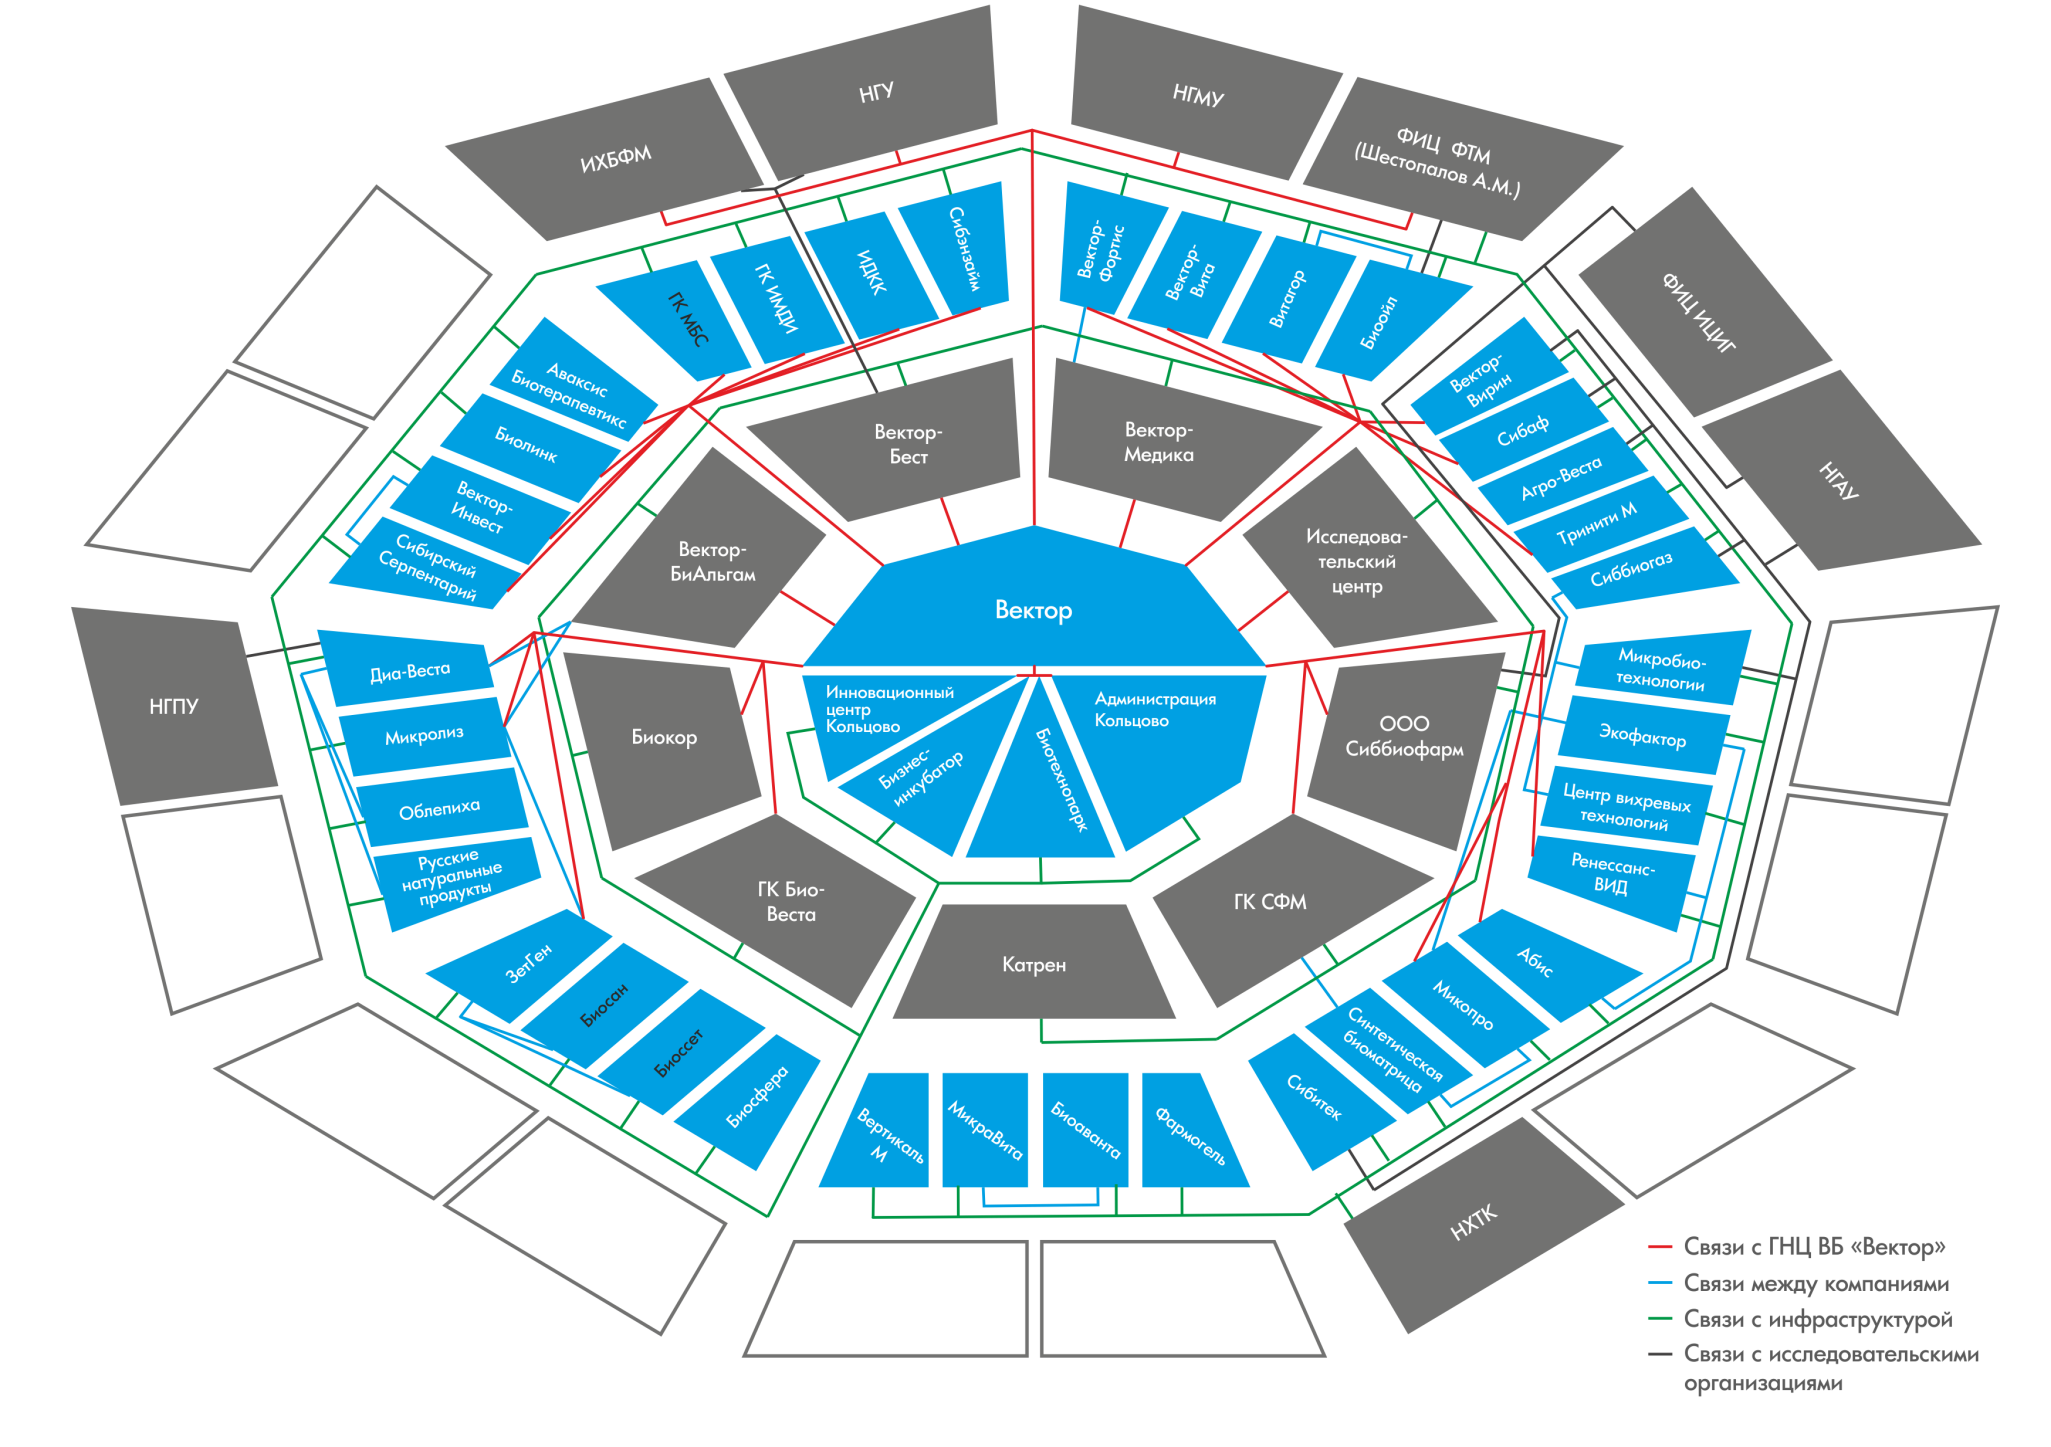 НГУ
НГМУ
ИХБФМ
ФИЦ ФТМ
(Шестопалов А.М.)
ФИЦ ИЦИГ
НГАУ
Сибэнзайм
ИДКК
ГК ИМДИ
ГК МБС
Вектор-
Фортис
Вектор-
Вита
Витагор
Биоойл
Аваксис
Биотерапевтикс
Биолинк
Вектор-
Инвест
Сибирский
Серпентарий
Вектор-
Вирин
Сибаф
Агро-Веста
Тринити М
Сиббиогаз
Вектор-
Бест
Вектор-
Медика
Вектор-
БиАльгам
Исследова-
тельский
центр
Вектор
НГПУ
Диа-Веста
Микролиз
Облепиха
Русские
натуральные
продукты
Биокор
Инновационный
центр
Кольцово
Бизнес-
инкубатор
Биотехнопарк
Администрация
Кольцово
ООО
Сиббиофарм
Микробио-
технологии
Экофактор
Центр вихревых
технологий
Ренессанс-
ВИД
ГК Био-
Веста
Катрен
ГК СФМ
ЗетГен
Биосан
Биоссет
Биосфера
Вертикаль
М
МикраВита
Биоаванта
Фармогель
Абис
Микопро
Синтетическая
биоматрица
Сибитек
НХТК
Связи с ГНЦ ВБ «Вектор»
Связи между компаниями
Связи с инфраструктурой
Связи с исследовательскими
организациями